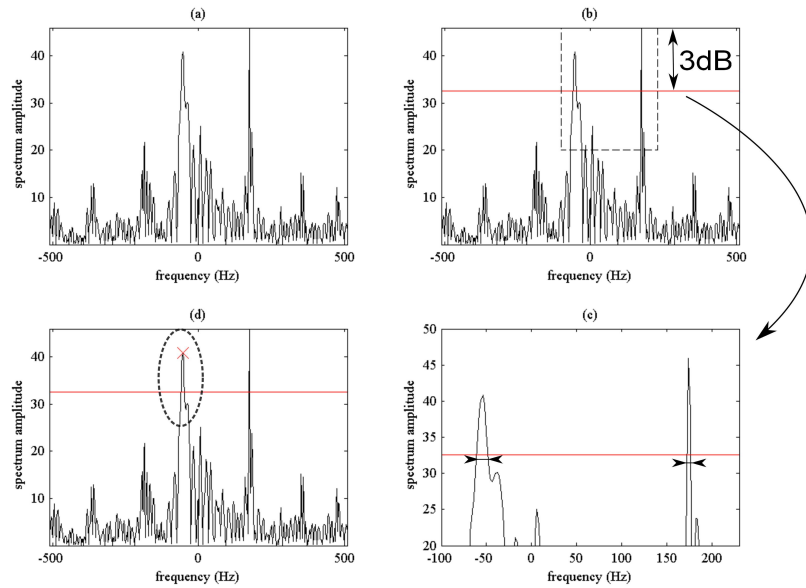 (a)
spectrum amplitude
40
30
20
10
-500 0 500
frequency (Hz)
(b)
3dB
spectrum amplitude
40
30
20
10
-500 0 500
frequency (Hz)
(d)
spectrum amplitude
40
30
20
10
-500 0 500
frequency (Hz)
(c)
spectrum amplitude
50
45
40
35
30
25
20
-100 -50 0 50 100 150 200
frequency (Hz)